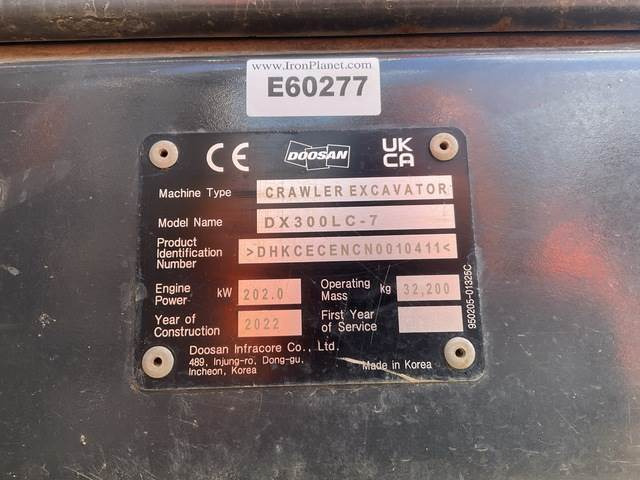 www.IronPlanet.com
E60277
CE DOOSAN UK CA
Machine Type CRAWLER EXCAVATOR
Model Name DX300LC-7
Product Identification Number >DHKCECENCN0010411<
Engine Power kW 202.0 Operating Mass kg 32,200
Year of Construction 2022 First Year of Service
Doosan Infracore Co., Ltd.
489, Injung-ro, Dong-gu,
Incheon, Korea
Made in Korea
950205-01325C